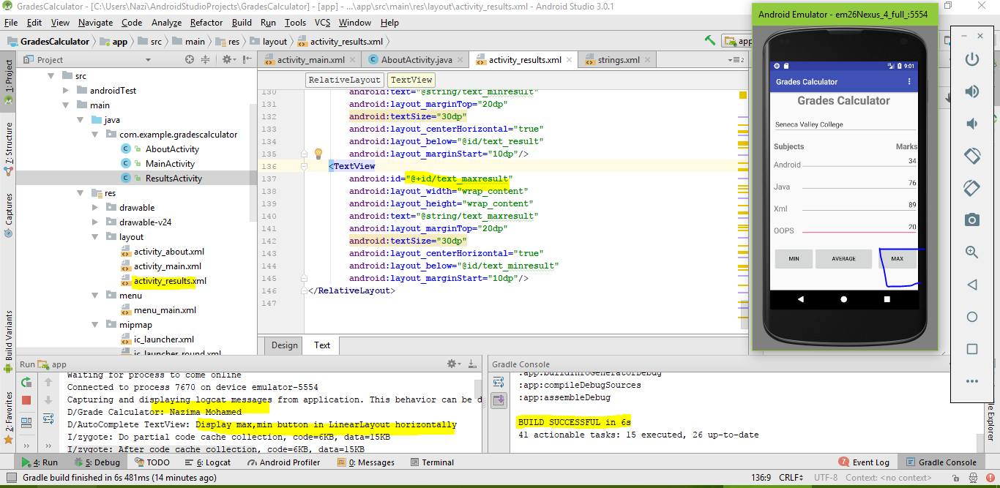 GradesCalculator - [C:\Users\Nazi\AndroidStudioProjects\GradesCalculator] - [app] - ...\app\src\main\res\layout\activity_results.xml - Android Studio 3.0.1
File Edit View Navigate Code Analyze Refactor Build Run Tools VCS Window Help
GradesCalculator app src main res layout activity_results.xml app
Project
activity_main.xml AboutActivity.java activity_results.xml strings.xml 2
1: Project
7: Structure
Captures
Build Variants
2: Favorites
src
androidTest
main
java
com.example.gradescalculator
AboutActivity
MainActivity
ResultsActivity
res
drawable
drawable-v24
layout
activity_about.xml
activity_main.xml
activity_results.xml
menu
menu_main.xml
mipmap
ic_launcher.xml
ic_launcher_round.xml
RelativeLayout TextView
130 android:text="@string/text_minresult"
131 android:layout_marginTop="20dp"
132 android:textSize="30dp"
133 android:layout_centerHorizontal="true"
134 android:layout_below="@id/text_result"
135 android:layout_marginStart="10dp"/>
136 <TextView
137 android:id="@+id/text_maxresult"
138 android:layout_width="wrap_content"
139 android:layout_height="wrap_content"
140 android:text="@string/text_maxresult"
141 android:layout_marginTop="20dp"
142 android:textSize="30dp"
143 android:layout_centerHorizontal="true"
144 android:layout_below="@id/text_minresult"
145 android:layout_marginStart="10dp"/>
146 </RelativeLayout>
147
Design Text
Android Emulator - em26Nexus_4_full_:5554
9:01
Grades Calculator
Grades Calculator
Seneca Valley College
Subjects Marks
Android 34
Java 76
Xml 89
OOPS 20
MIN AVERAGE MAX
Run app
Waiting for process to come online
Connected to process 7670 on device emulator-5554
Capturing and displaying logcat messages from application. This behavior can be d
D/Grade Calculator: Nazima Mohamed
D/AutoComplete TextView: Display max,min button in LinearLayout horizontally
I/zygote: Do partial code cache collection, code=6KB, data=15KB
I/zygote: After code cache collection, code=6KB, data=15KB
Gradle Console
:app:buildInfoGeneratorDebug
:app:compileDebugSources
:app:assembleDebug
BUILD SUCCESSFUL in 6s
41 actionable tasks: 15 executed, 26 up-to-date
Explorer
4: Run 5: Debug TODO 6: Logcat Android Profiler 0: Messages Terminal 7 Event Log Gradle Console
Gradle build finished in 6s 481ms (14 minutes ago) 136:9 CRLF UTF-8 Context: <no context>